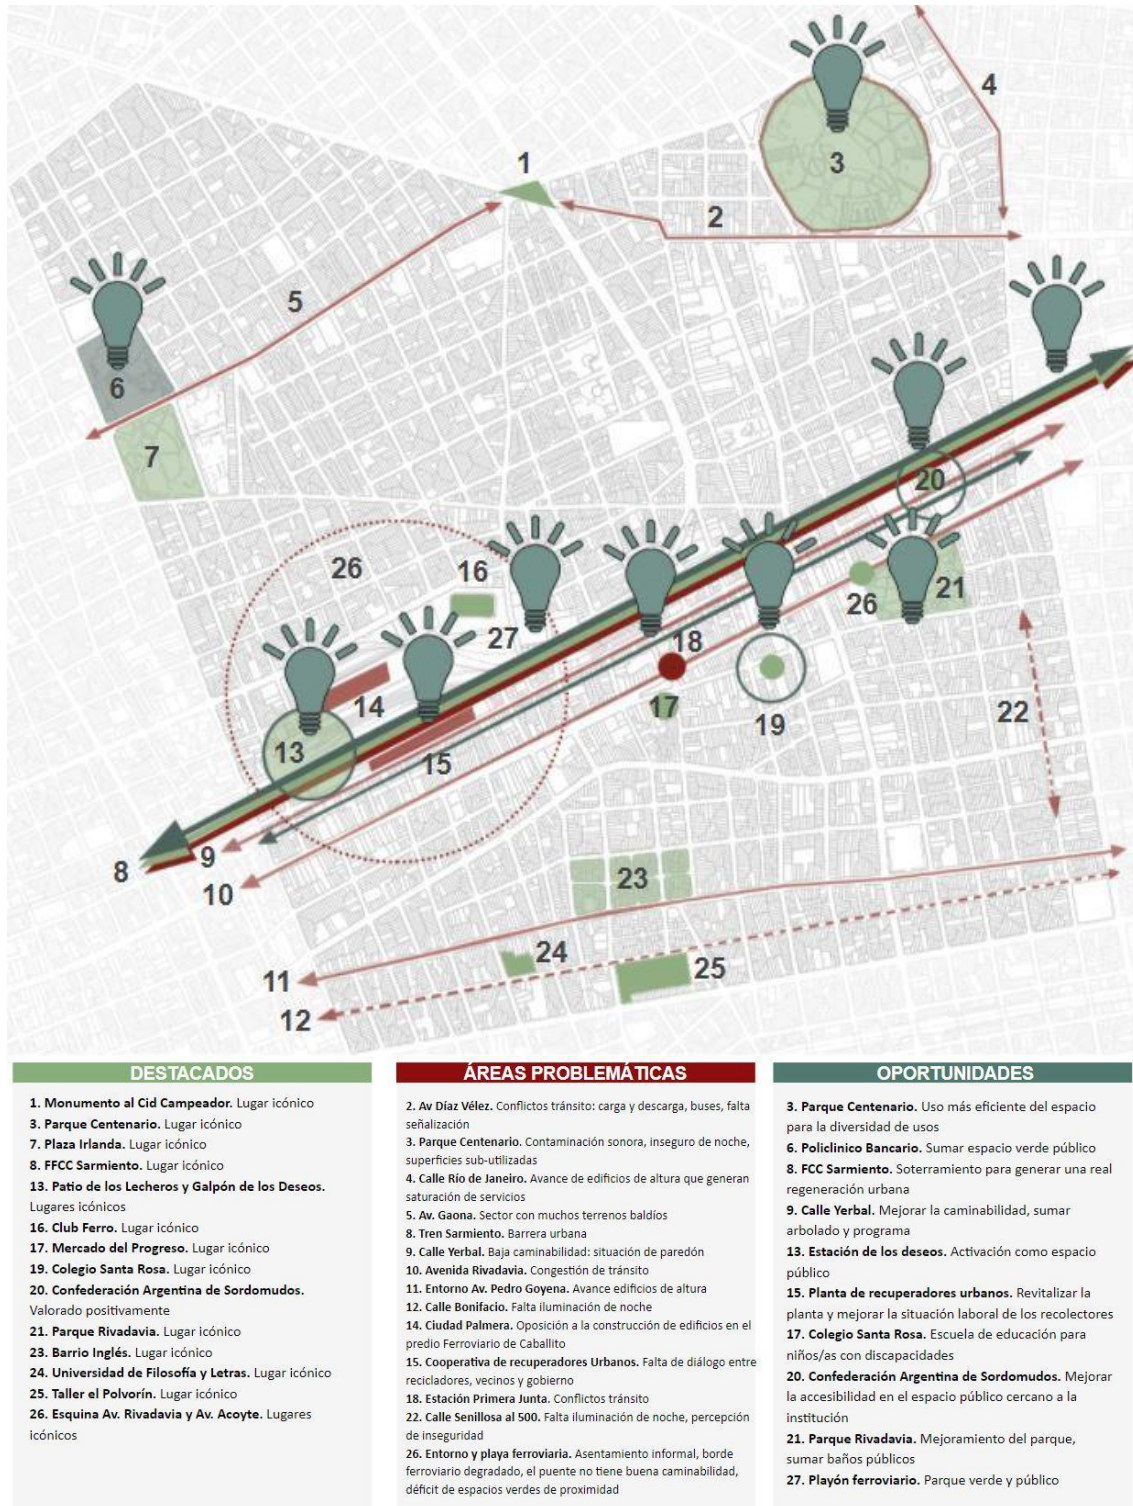 4
3
1
2
5
6
7
20
26
16
21
26
27
18
14
17
22
13
19
15
9
8
10
23
24
25
11
12
DESTACADOS
1. Monumento al Cid Campeador. Lugar icónico
3. Parque Centenario. Lugar icónico
7. Plaza Irlanda. Lugar icónico
8. FFCC Sarmiento. Lugar icónico
13. Patio de los Lecheros y Galpón de los Deseos.
Lugares icónicos
16. Club Ferro. Lugar icónico
17. Mercado del Progreso. Lugar icónico
19. Colegio Santa Rosa. Lugar icónico
20. Confederación Argentina de Sordomudos.
Valorado positivamente
21. Parque Rivadavia. Lugar icónico
23. Barrio Inglés. Lugar icónico
24. Universidad de Filosofía y Letras. Lugar icónico
25. Taller el Polvorín. Lugar icónico
26. Esquina Av. Rivadavia y Av. Acoyte. Lugares
icónicos
ÁREAS PROBLEMÁTICAS
2. Av Díaz Vélez. Conflictos tránsito: carga y descarga, buses, falta
señalización
3. Parque Centenario. Contaminación sonora, inseguro de noche,
superficies sub-utilizadas
4. Calle Río de Janeiro. Avance de edificios de altura que generan
saturación de servicios
5. Av. Gaona. Sector con muchos terrenos baldíos
8. Tren Sarmiento. Barrera urbana
9. Calle Yerbal. Baja caminabilidad: situación de paredón
10. Avenida Rivadavia. Congestión de tránsito
11. Entorno Av. Pedro Goyena. Avance edificios de altura
12. Calle Bonifacio. Falta iluminación de noche
14. Ciudad Palmera. Oposición a la construcción de edificios en el
predio Ferroviario de Caballito
15. Cooperativa de recuperadores Urbanos. Falta de diálogo entre
recicladores, vecinos y gobierno
18. Estación Primera Junta. Conflictos tránsito
22. Calle Senillosa al 500. Falta iluminación de noche, percepción
de inseguridad
26. Entorno y playa ferroviaria. Asentamiento informal, borde
ferroviario degradado, el puente no tiene buena caminabilidad,
déficit de espacios verdes de proximidad
OPORTUNIDADES
3. Parque Centenario. Uso más eficiente del espacio
para la diversidad de usos
6. Policlinico Bancario. Sumar espacio verde público
8. FCC Sarmiento. Soterramiento para generar una real
regeneración urbana
9. Calle Yerbal. Mejorar la caminabilidad, sumar
arbolado y programa
13. Estación de los deseos. Activación como espacio
público
15. Planta de recuperadores urbanos. Revitalizar la
planta y mejorar la situación laboral de los recolectores
17. Colegio Santa Rosa. Escuela de educación para
niños/as con discapacidades
20. Confederación Argentina de Sordomudos. Mejorar
la accesibilidad en el espacio público cercano a la
institución
21. Parque Rivadavia. Mejoramiento del parque,
sumar baños públicos
27. Playón ferroviario. Parque verde y público